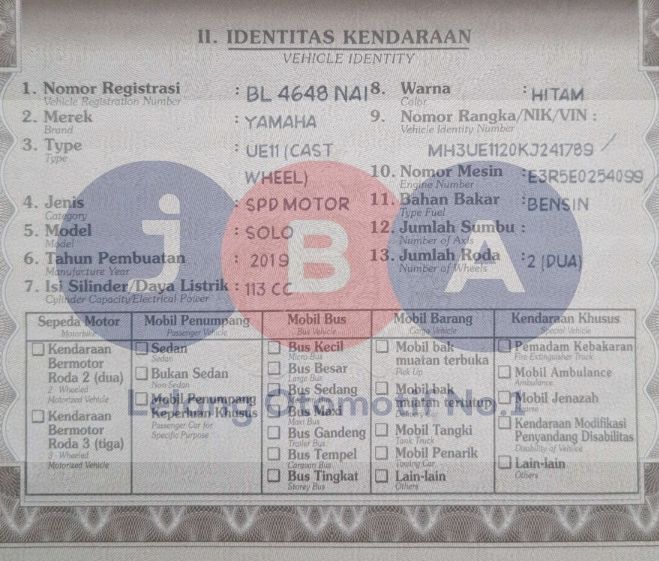 II. IDENTITAS KENDARAAN
VEHICLE IDENTITY
1. Nomor Registrasi : BL 4648 NAI
Vehicle Registration Number
2. Merek : YAMAHA
Brand
3. Type : UE11 (CAST
Type
WHEEL)
4. Jenis : SPD MOTOR
Category
5. Model : SOLO
Model
6. Tahun Pembuatan : 2019
Manufacture Year
7. Isi Silinder/Daya Listrik : 113 CC
Cylinder Capacity/Electrical Power
8. Warna : HITAM
Color
9. Nomor Rangka/NIK/VIN :
Vehicle Identity Number
MH3UE1120KJ241789
10. Nomor Mesin : E3R5E0254099
Engine Number
11. Bahan Bakar : BENSIN
Type Fuel
12. Jumlah Sumbu :
Number of Axis
13. Jumlah Roda : 2 (DUA)
Number of Wheels
jBA
Lelang Otomotif No.1
Sepeda Motor
Motorbike
Kendaraan
Bermotor
Roda 2 (dua)
2 - Wheeled
Motorized Vehicle
Kendaraan
Bermotor
Roda 3 (tiga)
3 - Wheeled
Motorized Vehicle
Mobil Penumpang
Passenger Vehicle
Sedan
Sedan
Bukan Sedan
Non Sedan
Mobil Penumpang
Keperluan Khusus
Passenger Car for
Specific Purpose
Mobil Bus
Bus Vehicle
Bus Kecil
Micro Bus
Bus Besar
Large Bus
Bus Sedang
Bus Maxi
Maxi Bus
Bus Gandeng
Trailer Bus
Bus Tempel
Caravan Bus
Bus Tingkat
Storey Bus
Mobil Barang
Cargo Vehicle
Mobil bak
muatan terbuka
Pick Up
Mobil bak
muatan tertutup
Mobil Tangki
Tank Truck
Mobil Penarik
Towing Car
Lain-lain
Others
Kendaraan Khusus
Special Vehicle
Pemadam Kebakaran
Fire Extinguisher Truck
Mobil Ambulance
Ambulance
Mobil Jenazah
Kendaraan Modifikasi
Penyandang Disabilitas
Disability of Vehicle
Lain-lain
Others